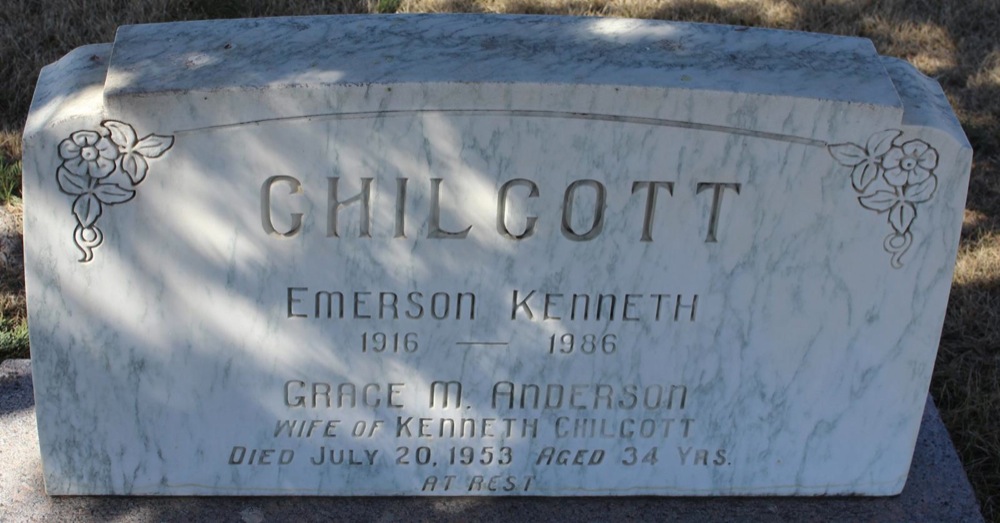 CHILCOTT
EMERSON KENNETH
1916 — 1986
GRACE M. ANDERSON
WIFE OF KENNETH CHILCOTT
DIED JULY 20, 1953 AGED 34 YRS.
AT REST